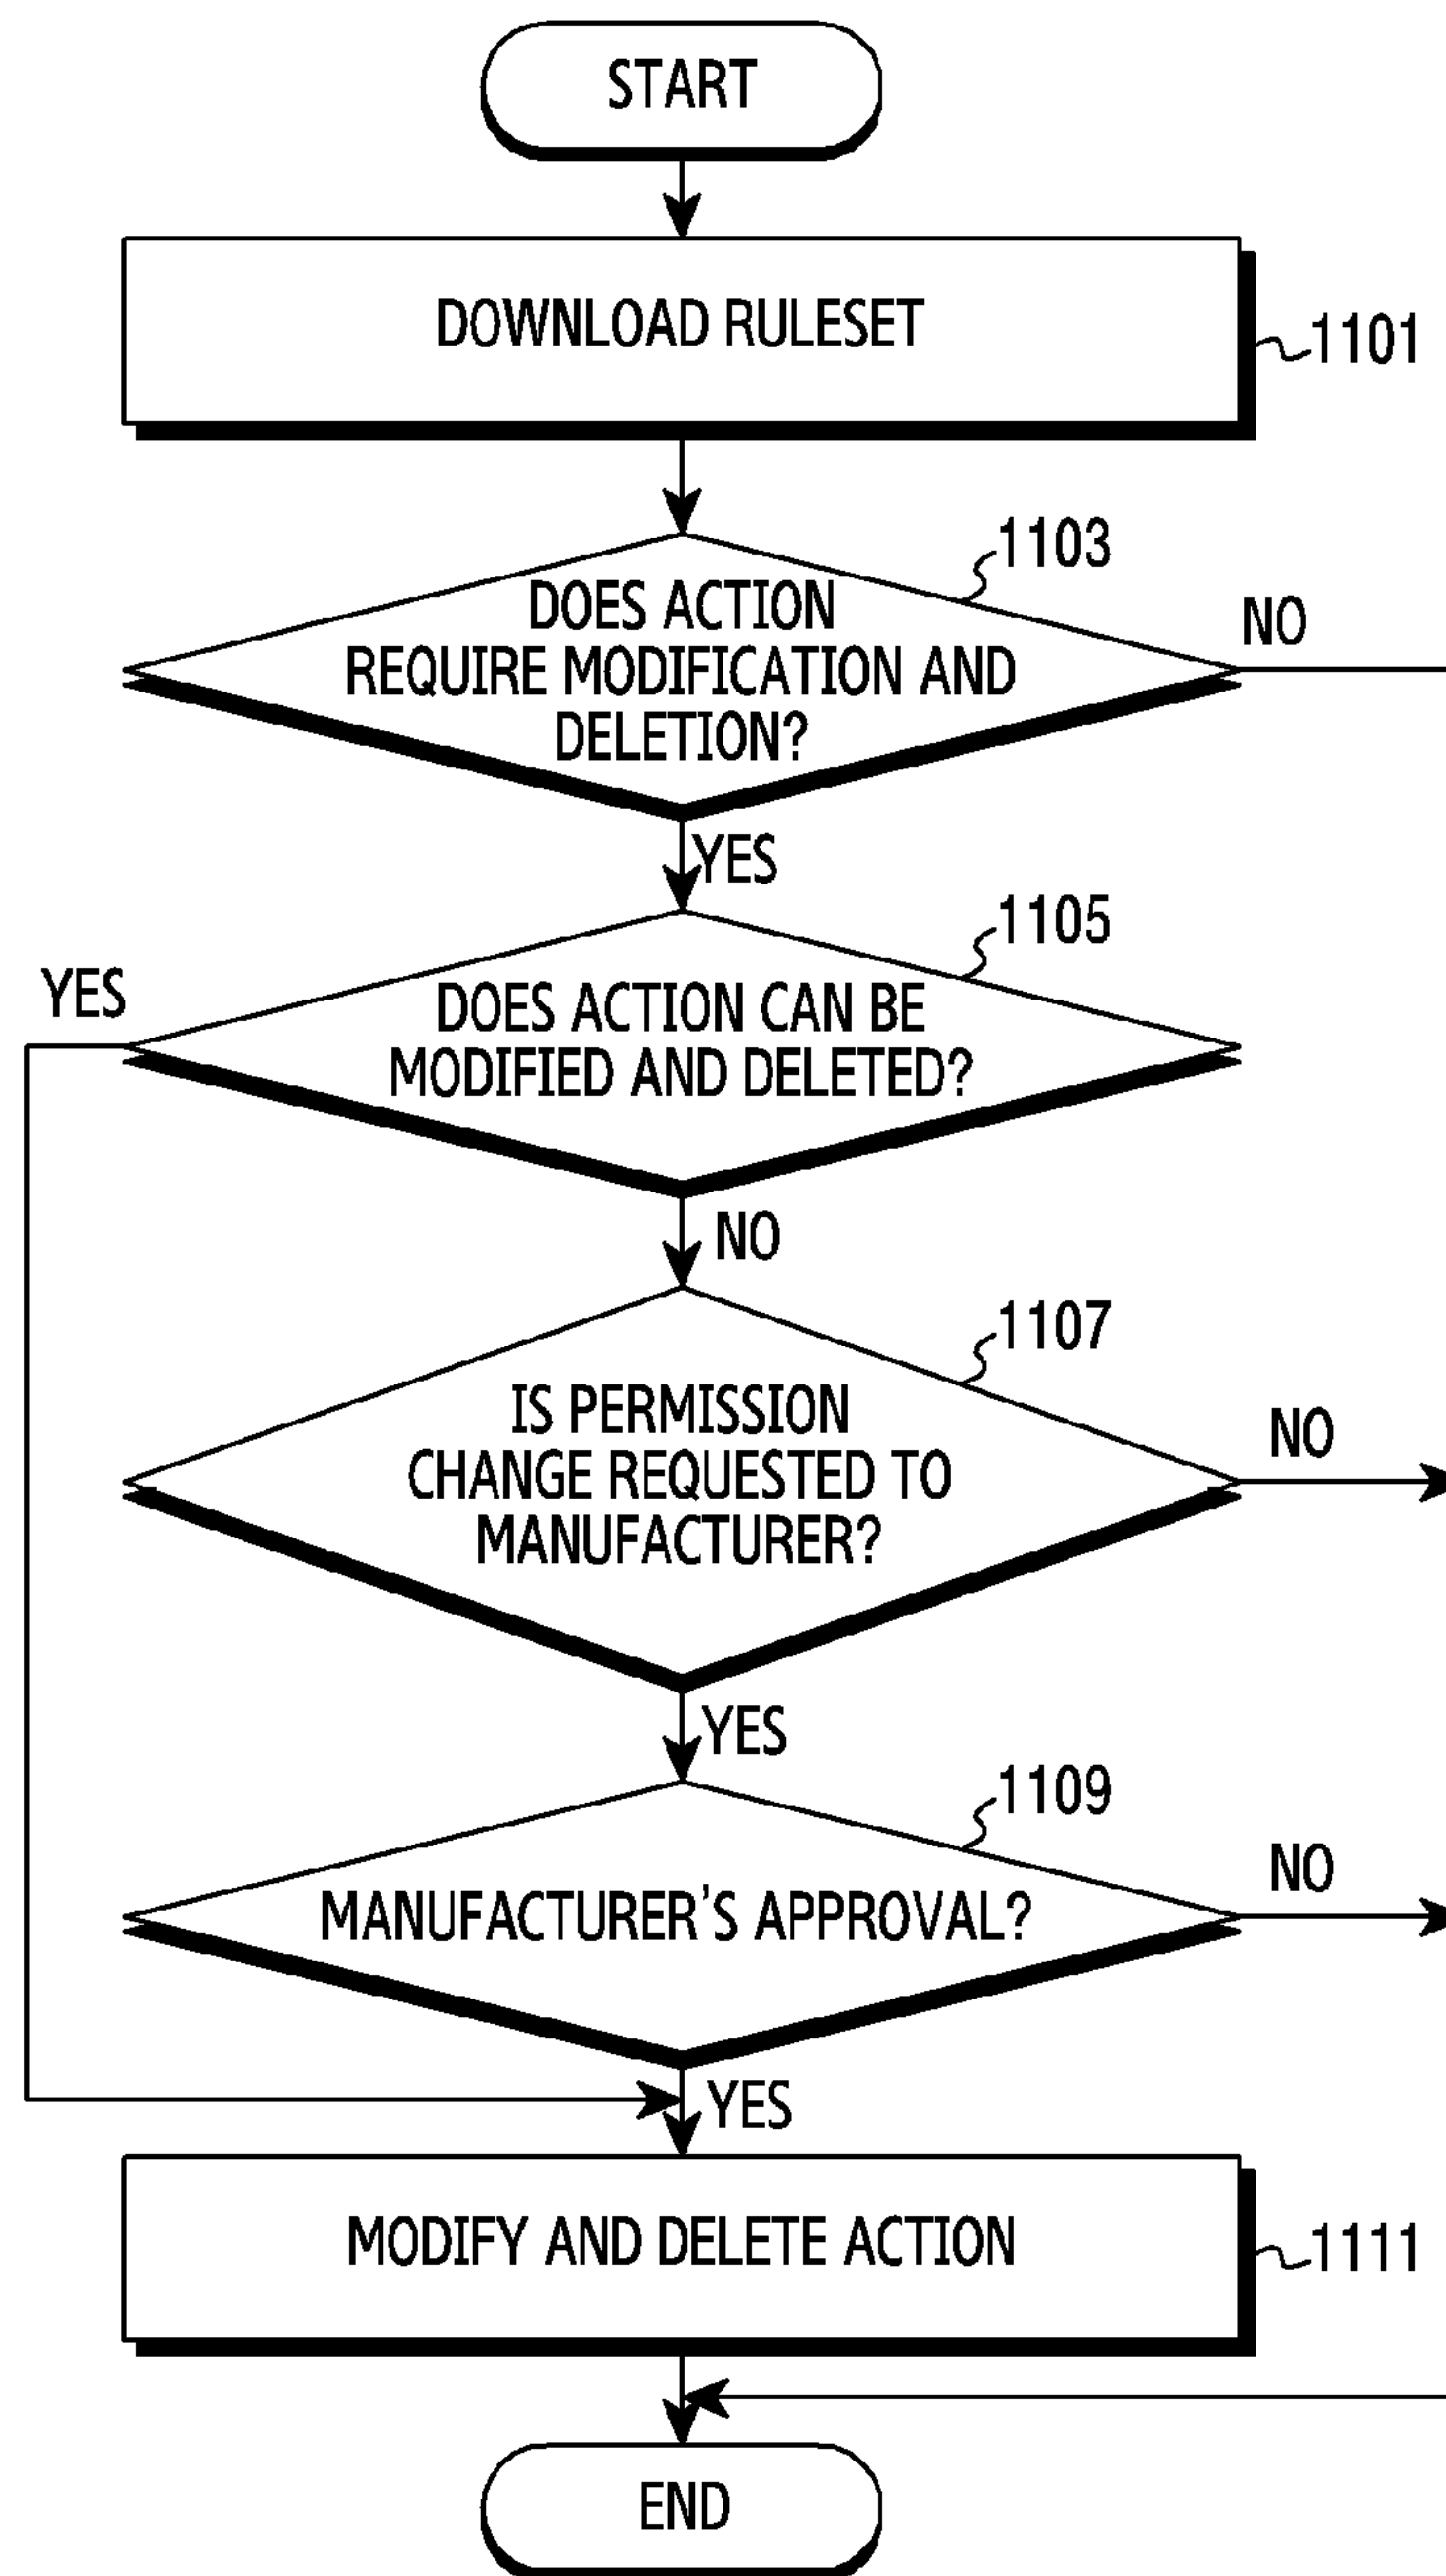 START
DOWNLOAD RULESET
1101
1103
DOES ACTION
REQUIRE MODIFICATION AND
DELETION?
NO
YES
1105
YES
DOES ACTION CAN BE
MODIFIED AND DELETED?
NO
1107
IS PERMISSION
CHANGE REQUESTED TO
MANUFACTURER?
NO
YES
1109
MANUFACTURER'S APPROVAL?
NO
YES
MODIFY AND DELETE ACTION
1111
END